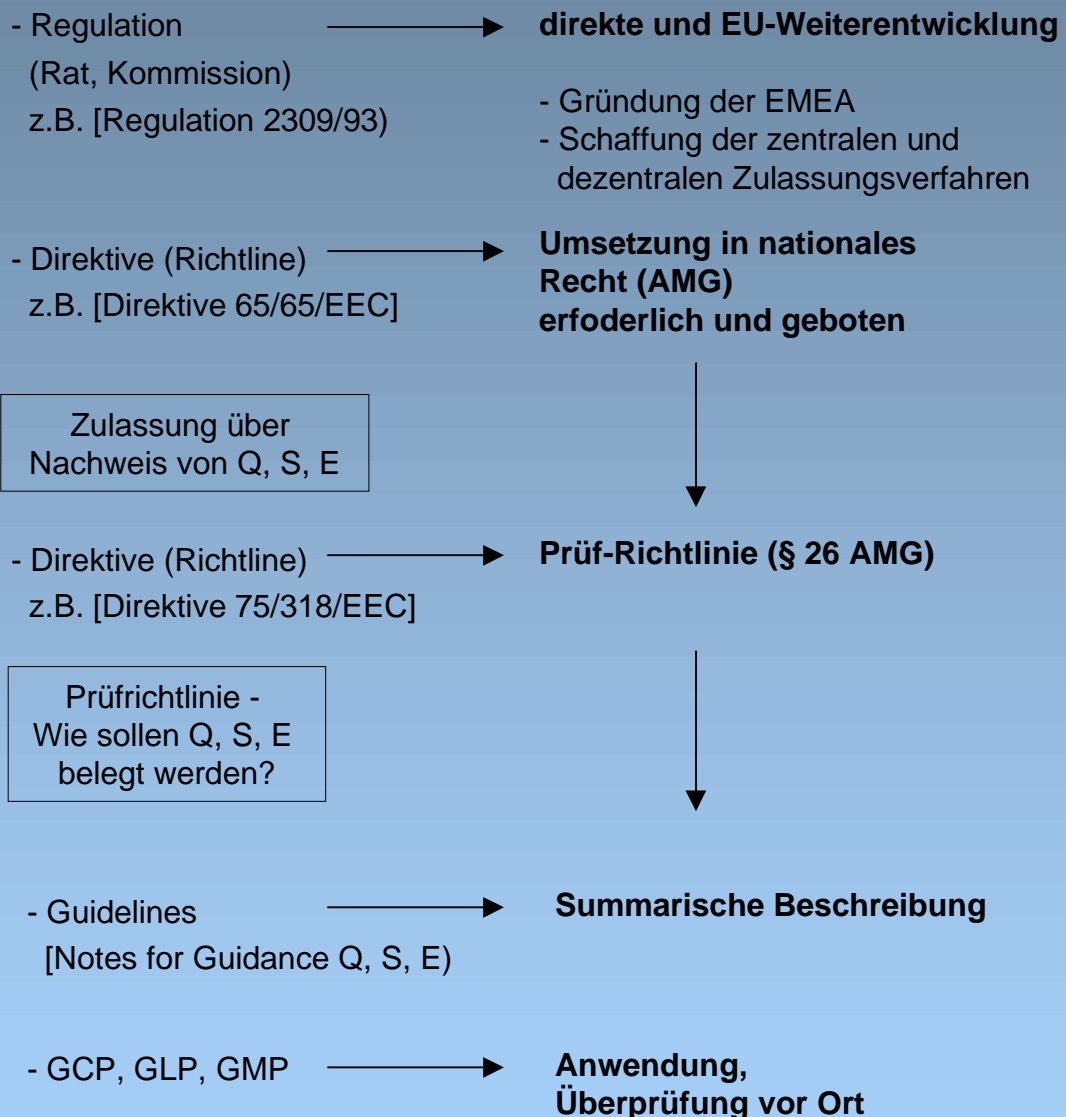 - Regulation
(Rat, Kommission)
z.B. [Regulation 2309/93)
direkte und EU-Weiterentwicklung
- Gründung der EMEA
- Schaffung der zentralen und
dezentralen Zulassungsverfahren
- Direktive (Richtline)
z.B. [Direktive 65/65/EEC]
Umsetzung in nationales
Recht (AMG)
erfoderlich und geboten
Zulassung über
Nachweis von Q, S, E
- Direktive (Richtline)
z.B. [Direktive 75/318/EEC]
Prüf-Richtlinie (§ 26 AMG)
Prüfrichtlinie -
Wie sollen Q, S, E
belegt werden?
- Guidelines
[Notes for Guidance Q, S, E)
Summarische Beschreibung
- GCP, GLP, GMP
Anwendung,
Überprüfung vor Ort